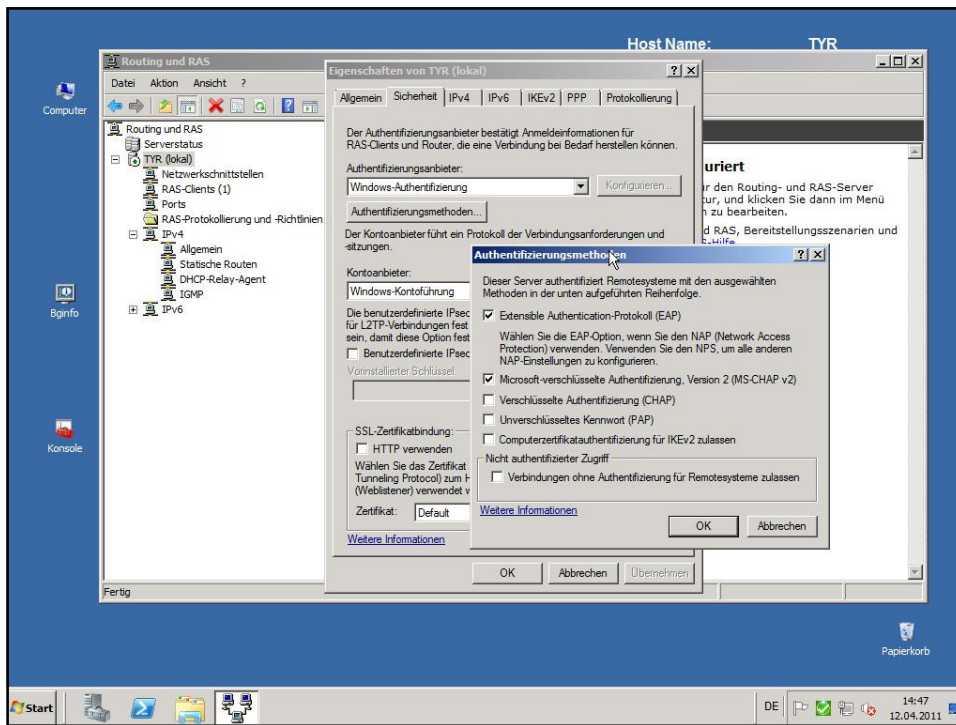 Host Name: TYR
Computer
Bginfo
Konsole
Papierkorb
Routing und RAS
Datei Aktion Ansicht ?
Routing und RAS
Serverstatus
TYR (lokal)
Netzwerkschnittstellen
RAS-Clients (1)
Ports
RAS-Protokollierung und -Richtlinien
IPv4
Allgemein
Statische Routen
DHCP-Relay-Agent
IGMP
IPv6
uriert
den Routing- und RAS-Server
tur, und klicken Sie dann im Menü
n zu bearbeiten.
d RAS, Bereitstellungsszenarien und
S-Hilfe
Fertig
Eigenschaften von TYR (lokal)
Allgemein Sicherheit IPv4 IPv6 IKEv2 PPP Protokollierung
Der Authentifizierungsanbieter bestätigt Anmeldeinformationen für
RAS-Clients und Router, die eine Verbindung bei Bedarf herstellen können.
Authentifizierungsanbieter:
Windows-Authentifizierung Konfigurieren...
Authentifizierungsmethoden...
Der Kontoanbieter führt ein Protokoll der Verbindungsanforderungen und
-sitzungen.
Kontoanbieter:
Windows-Kontoführung
Die benutzerdefinierte IPsec
für L2TP-Verbindungen fest
sein, damit diese Option fest
Benutzerdefinierte IPsec
Vorinstallierter Schlüssel:
SSL-Zertifikatbindung:
HTTP verwenden
Wählen Sie das Zertifikat
Tunneling Protocol) zum H
(Weblistener) verwendet w
Zertifikat: Default
Weitere Informationen
OK Abbrechen Übernehmen
Authentifizierungsmethoden
Dieser Server authentifiziert Remotesysteme mit den ausgewählten
Methoden in der unten aufgeführten Reihenfolge.
Extensible Authentication-Protokoll (EAP)
Wählen Sie die EAP-Option, wenn Sie den NAP (Network Access
Protection) verwenden. Verwenden Sie den NPS, um alle anderen
NAP-Einstellungen zu konfigurieren.
Microsoft-verschlüsselte Authentifizierung, Version 2 (MS-CHAP v2)
Verschlüsselte Authentifizierung (CHAP)
Unverschlüsseltes Kennwort (PAP)
Computerzertifikatauthentifizierung für IKEv2 zulassen
Nicht authentifizierter Zugriff
Verbindungen ohne Authentifizierung für Remotesysteme zulassen
Weitere Informationen
OK Abbrechen
Start
DE
14:47
12.04.2011